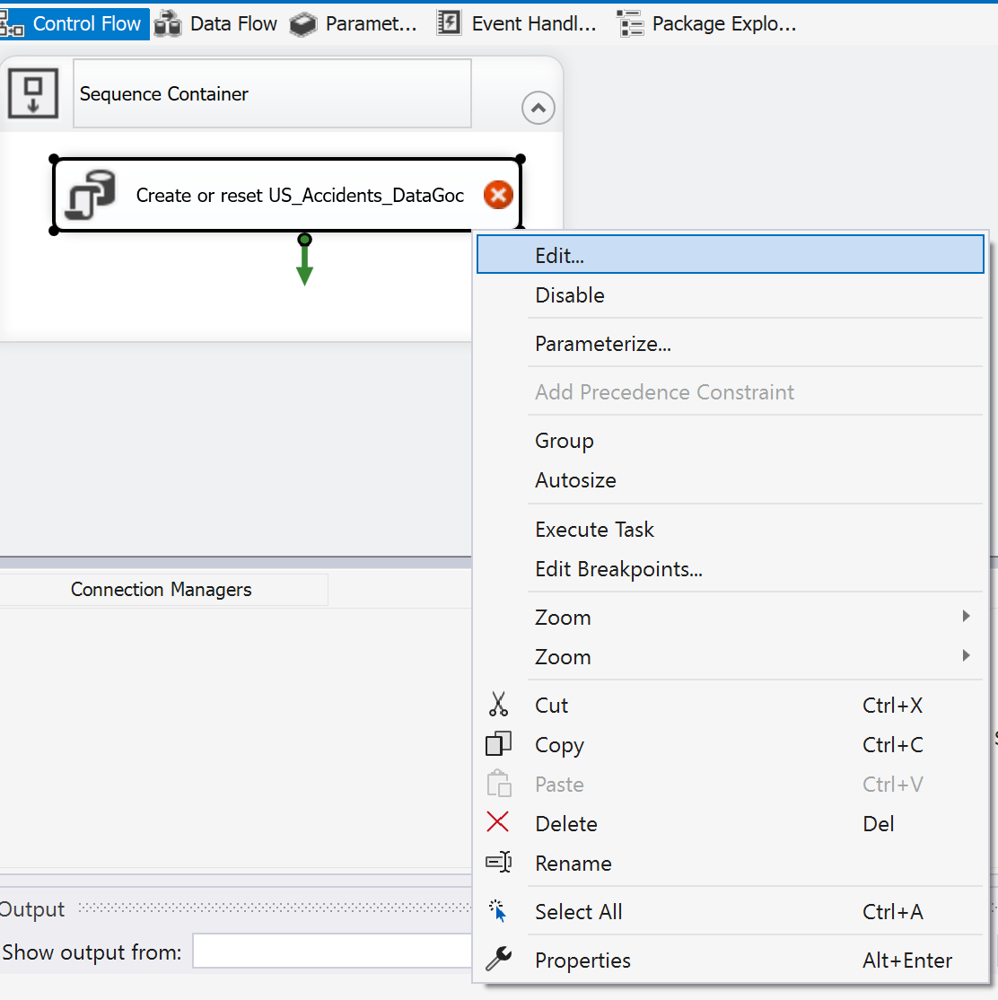 Control Flow Data Flow Paramet... Event Handl... Package Explo...
Sequence Container
Create or reset US_Accidents_DataGoc
Edit...
Disable
Parameterize...
Add Precedence Constraint
Group
Autosize
Execute Task
Edit Breakpoints...
Connection Managers
Zoom
Zoom
Cut Ctrl+X
Copy Ctrl+C
Paste Ctrl+V
Delete Del
Rename
Output
Select All Ctrl+A
Show output from:
Properties Alt+Enter